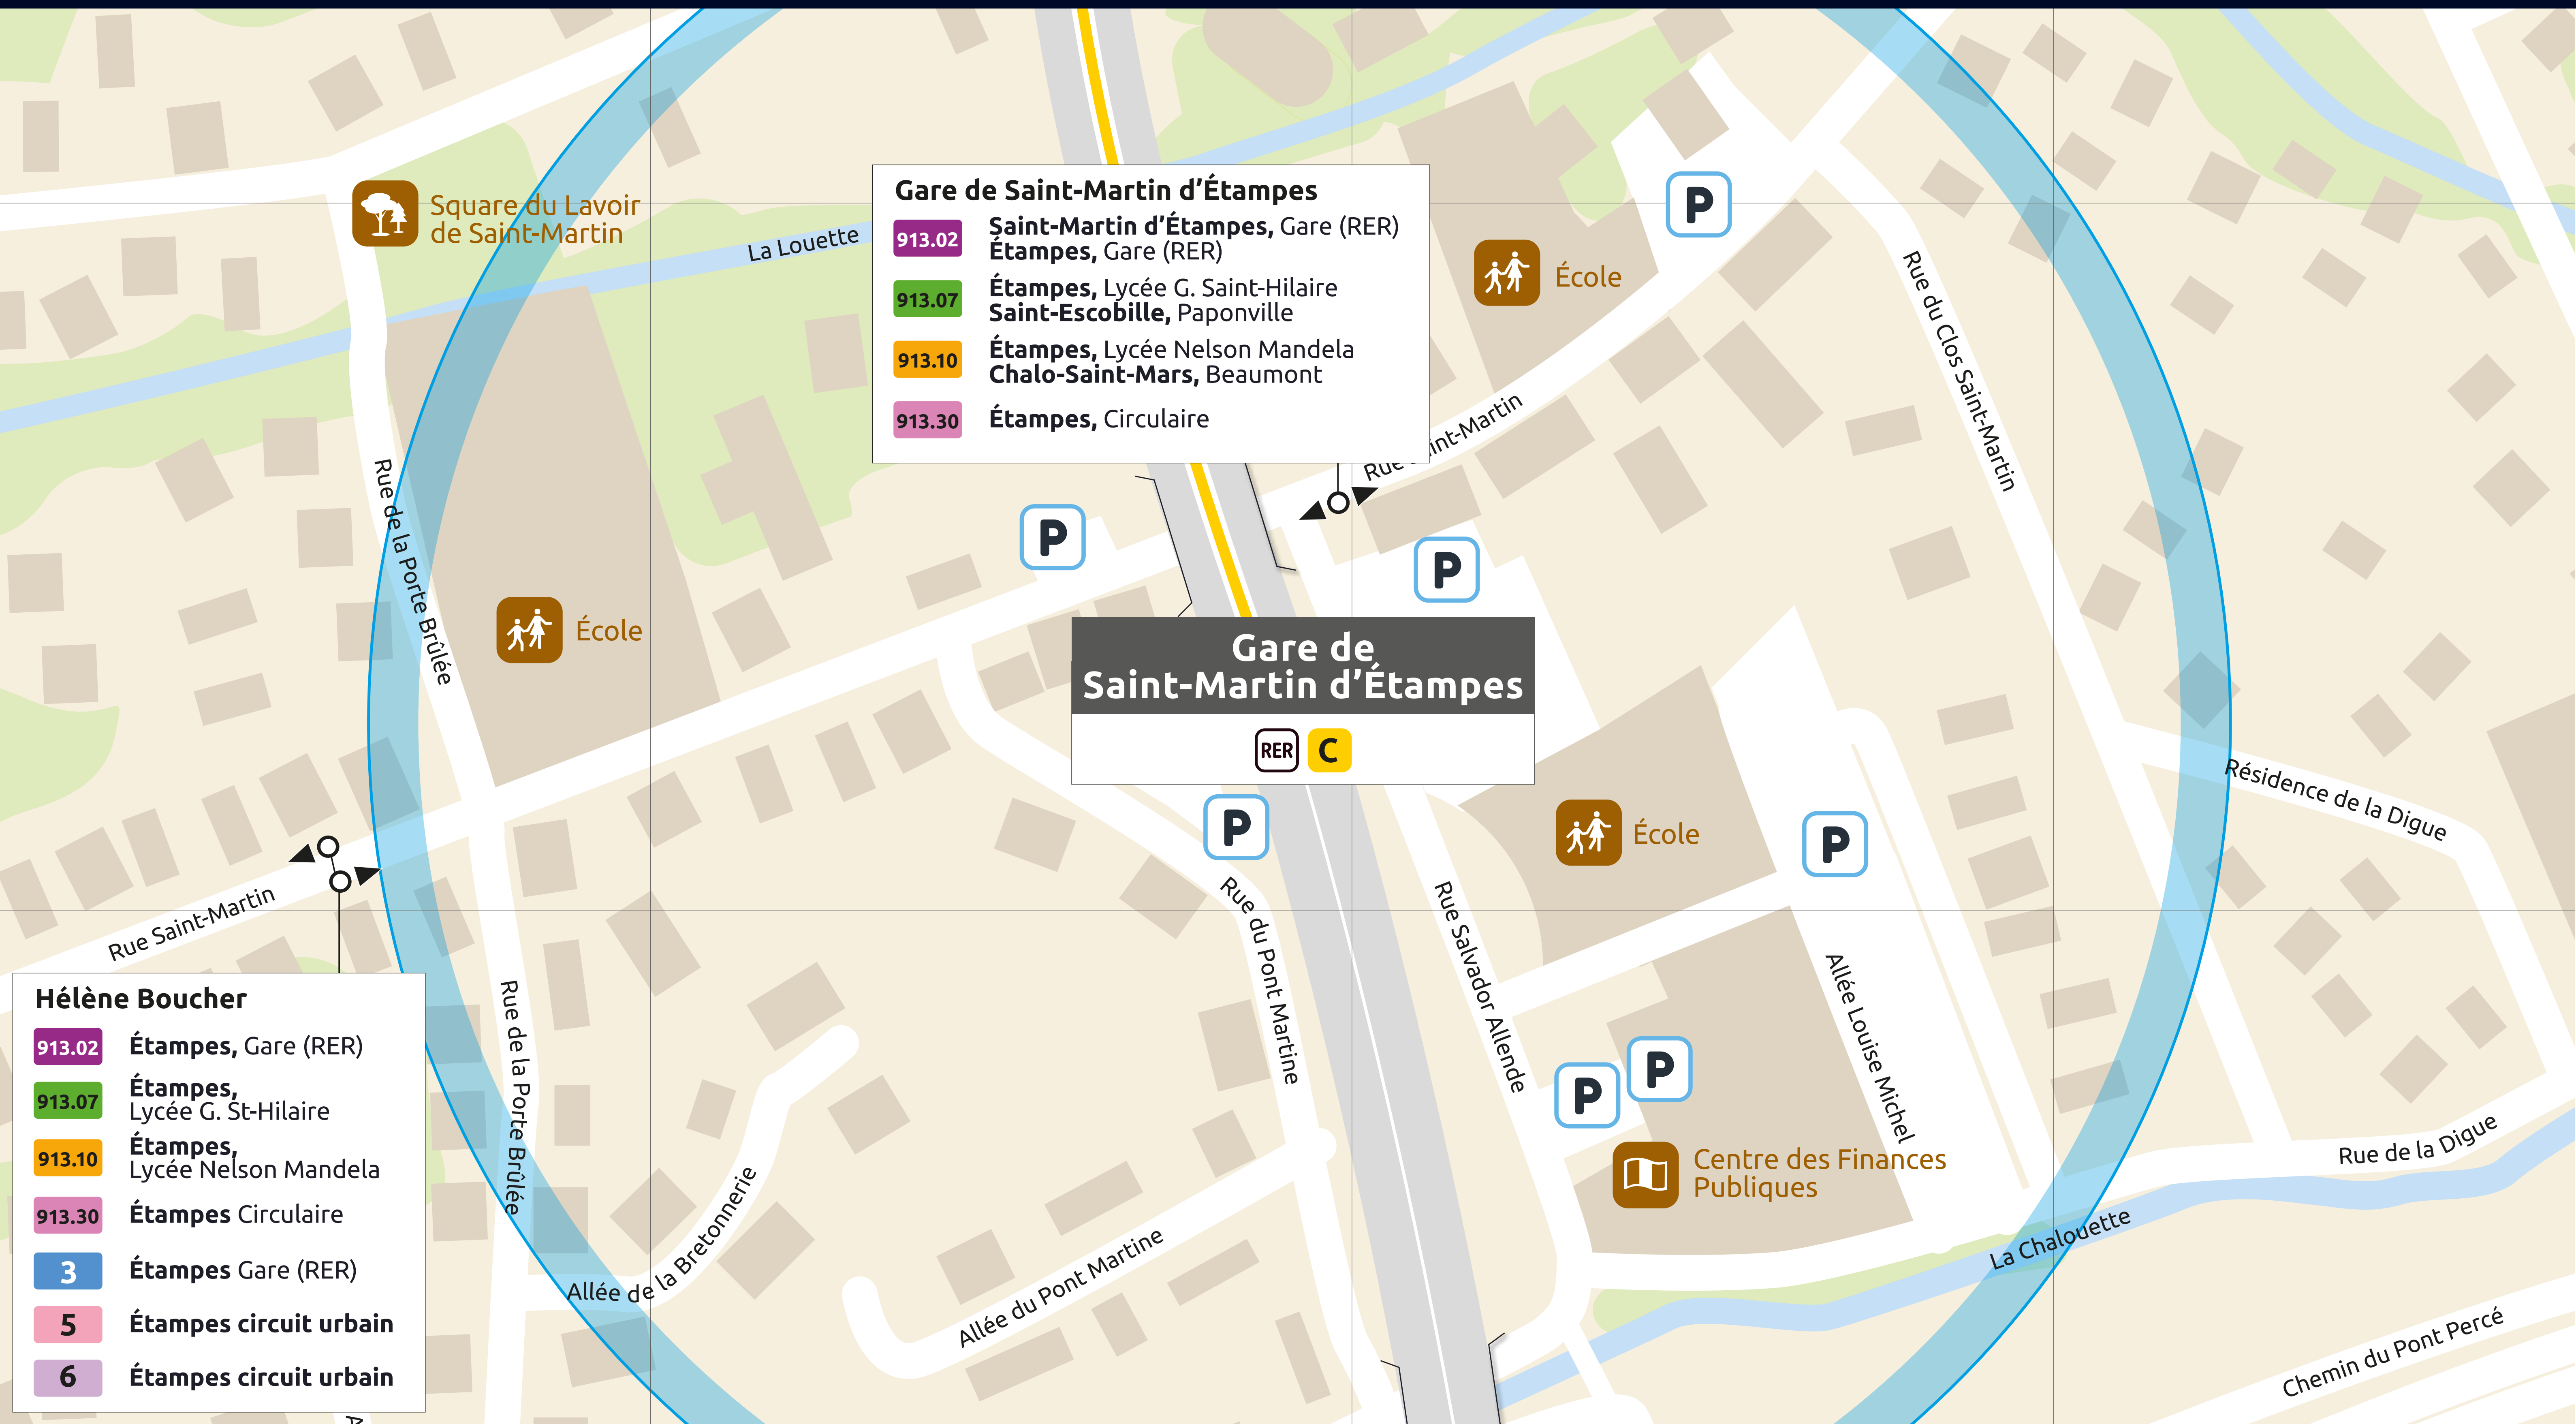 Square du Lavoir
de Saint-Martin
La Louette
Gare de Saint-Martin d’Étampes
913.02
Saint-Martin d’Étampes, Gare (RER)
Étampes, Gare (RER)
913.07
Étampes, Lycée G. Saint-Hilaire
Saint-Escobille, Paponville
913.10
Étampes, Lycée Nelson Mandela
Chalo-Saint-Mars, Beaumont
913.30
Étampes, Circulaire
P
École
Rue du Clos Saint-Martin
Rue Saint-Martin
Rue de la Porte Brûlée
P
P
École
Gare de
Saint-Martin d’Étampes
RER C
P
École
P
Résidence de la Digue
Rue Saint-Martin
Rue du Pont Martine
Rue Salvador Allende
Allée Louise Michel
Rue de la Porte Brûlée
P
P
Centre des Finances
Publiques
Rue de la Digue
La Chalouette
Allée de la Bretonnerie
Allée du Pont Martine
Chemin du Pont Percé
Hélène Boucher
913.02
Étampes, Gare (RER)
913.07
Étampes,
Lycée G. St-Hilaire
913.10
Étampes,
Lycée Nelson Mandela
913.30
Étampes Circulaire
3
Étampes Gare (RER)
5
Étampes circuit urbain
6
Étampes circuit urbain